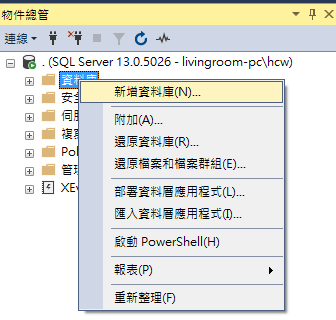 物件總管
連線
. (SQL Server 13.0.5026 - livingroom-pc\hcw)
資料庫
新增資料庫(N)...
安全
附加(A)...
伺服
還原資料庫(R)...
複寫
還原檔案和檔案群組(E)...
Pol
管理
部署資料層應用程式(L)...
XEv
匯入資料層應用程式(I)...
啟動 PowerShell(H)
報表(P)
重新整理(F)